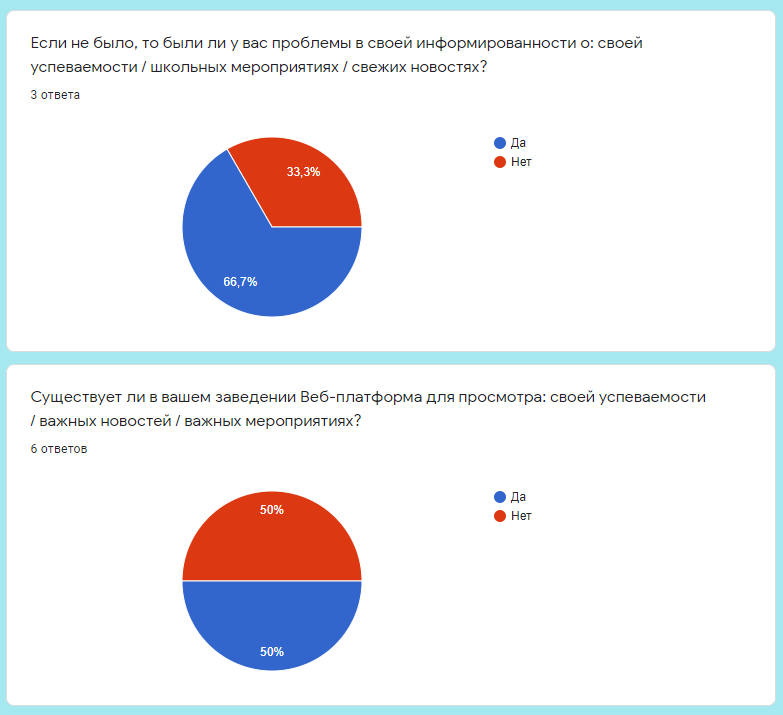 Если не было, то были ли у вас проблемы в своей информированности о: своей
успеваемости / школьных мероприятиях / свежих новостях?
3 ответа
Да
Нет
33,3%
66,7%
Существует ли в вашем заведении Веб-платформа для просмотра: своей успеваемости
/ важных новостей / важных мероприятиях?
6 ответов
Да
Нет
50%
50%